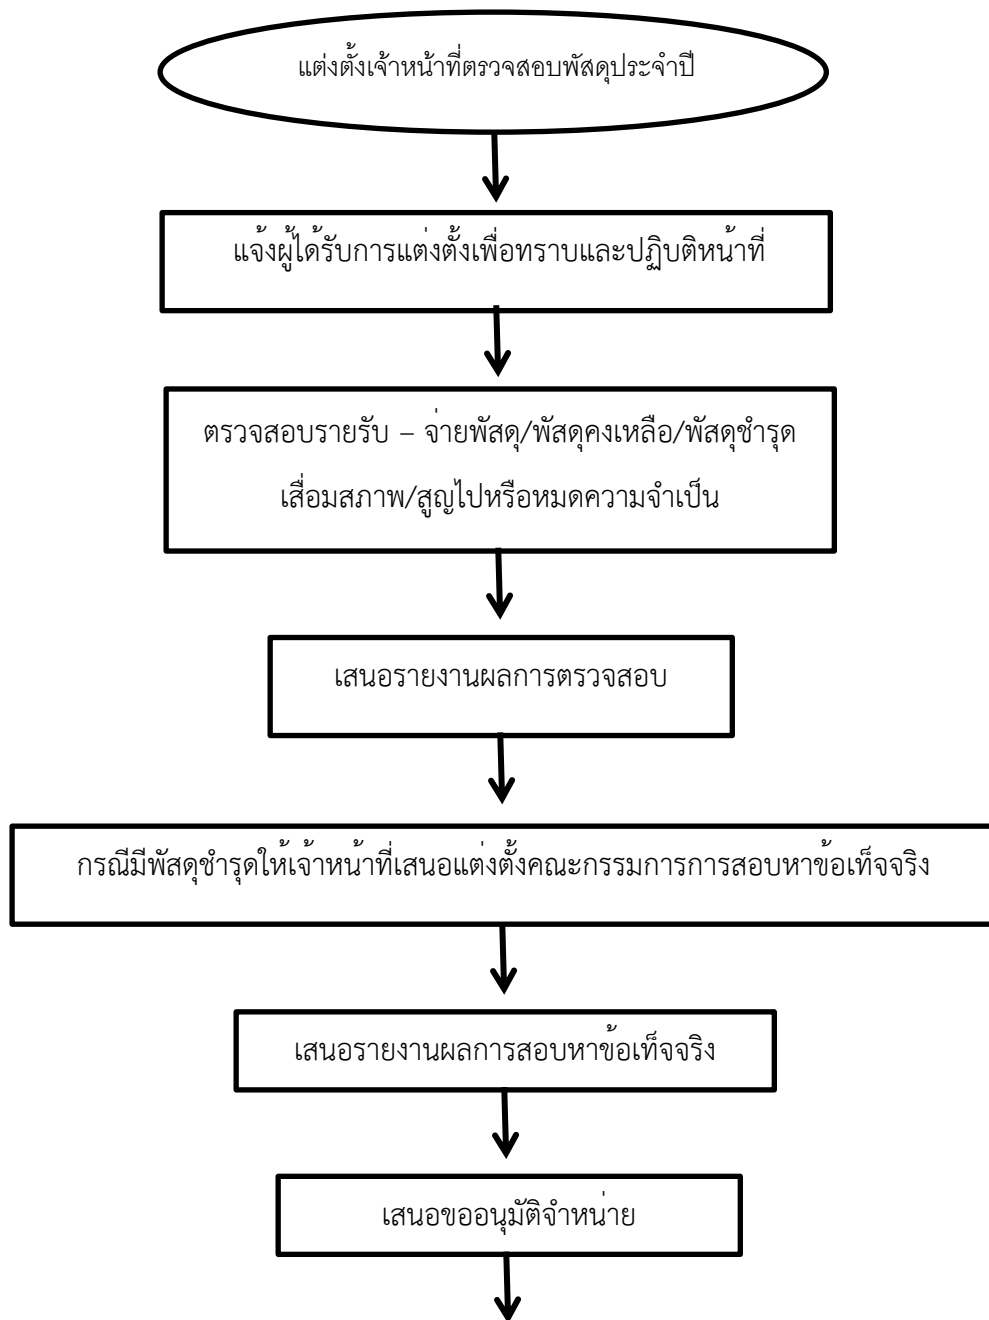 แต่งตั้งเจ้าหน้าที่ตรวจสอบพัสดุประจำปี
แจ้งผู้ได้รับการแต่งตั้งเพื่อทราบและปฏิบติหน้าที่
ตรวจสอบรายรับ – จ่ายพัสดุ/พัสดุคงเหลือ/พัสดุชำรุด
เสื่อมสภาพ/สูญไปหรือหมดความจำเป็น
เสนอรายงานผลการตรวจสอบ
กรณีมีพัสดุชำรุดให้เจ้าหน้าที่เสนอแต่งตั้งคณะกรรมการการสอบหาข้อเท็จจริง
เสนอรายงานผลการสอบหาข้อเท็จจริง
เสนอขออนุมัติจำหน่าย